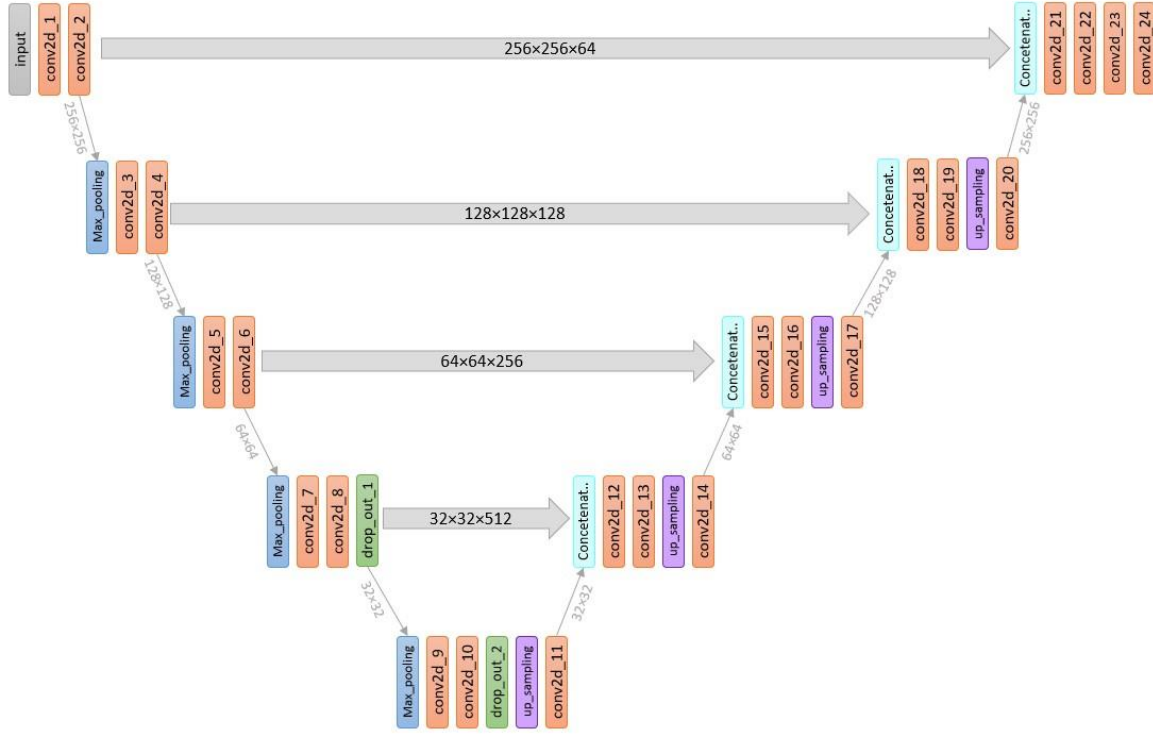 input
conv2d_1
conv2d_2
256×256×64
Concetenat..
conv2d_21
conv2d_22
conv2d_23
conv2d_24
256×256
256×256
Max_pooling
conv2d_3
conv2d_4
128×128×128
Concetenat..
conv2d_18
conv2d_19
up_sampling
conv2d_20
128×128
128×128
Max_pooling
conv2d_5
conv2d_6
64×64×256
Concetenat..
conv2d_15
conv2d_16
up_sampling
conv2d_17
64×64
64×64
Max_pooling
conv2d_7
conv2d_8
drop_out_1
32×32×512
Concetenat..
conv2d_12
conv2d_13
up_sampling
conv2d_14
32×32
32×32
Max_pooling
conv2d_9
conv2d_10
drop_out_2
up_sampling
conv2d_11